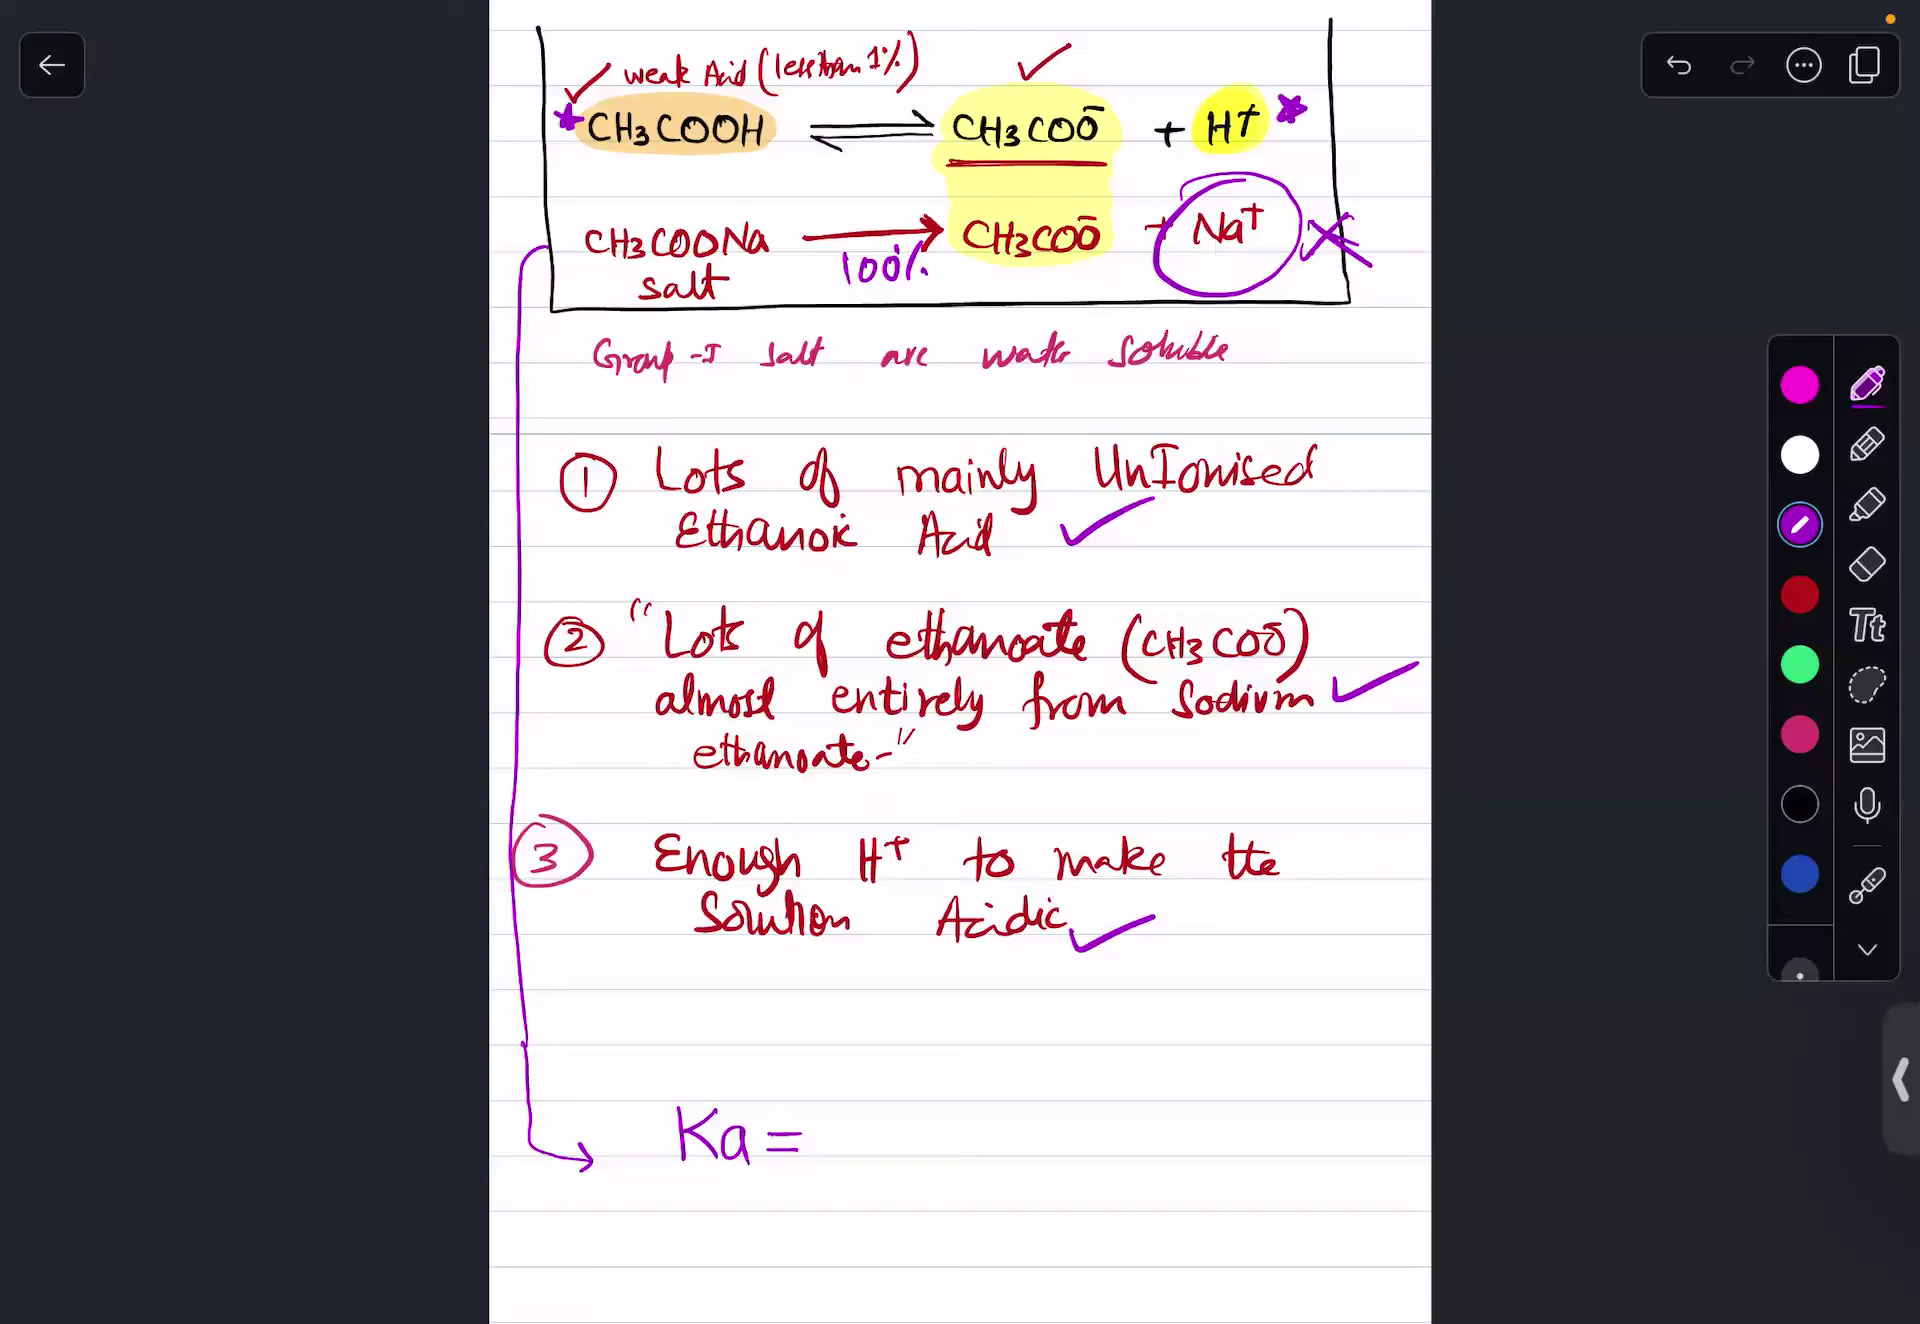 weak Acid (less than 1%)
CH3COOH ⇌ CH3COO⁻ + H+
CH3COONa → CH3COO⁻ + Na+
100%
salt
Group-I salt are water soluble
① Lots of mainly UnIonised
Ethanoic Acid
② "Lots of ethanoate (CH3COO⁻)
almost entirely from Sodium
ethanoate-"
③ Enough H+ to make the
Solution Acidic
Ka =
Tt